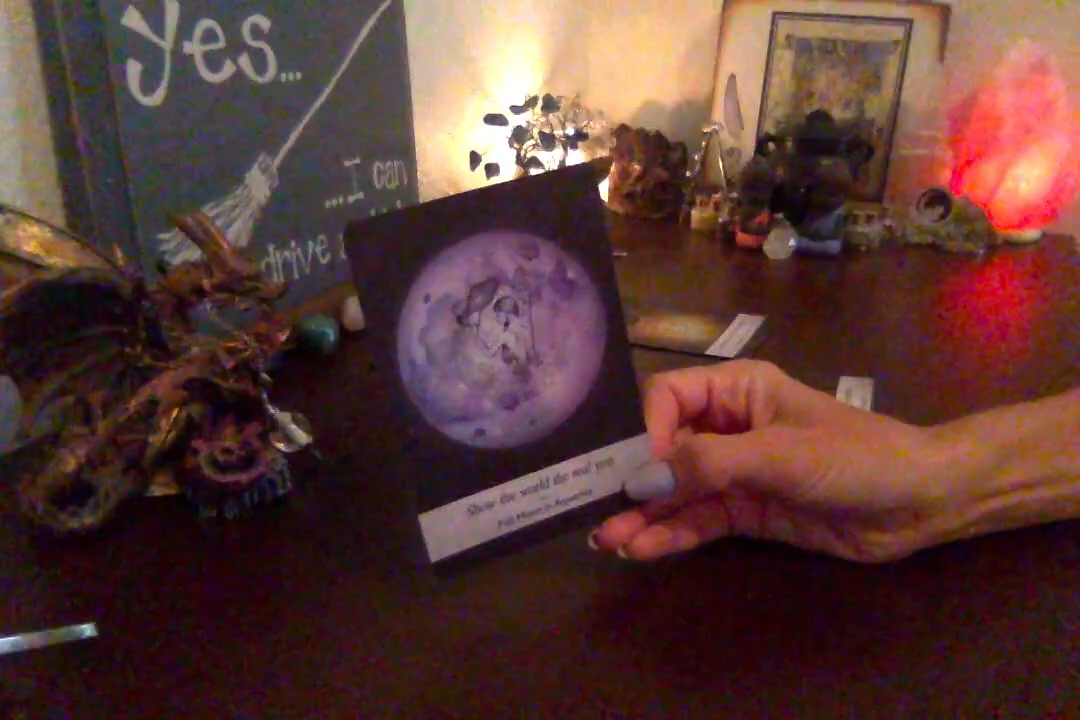 yes...
...I can
drive a
Show the world the real you
Full Moon in Aquarius